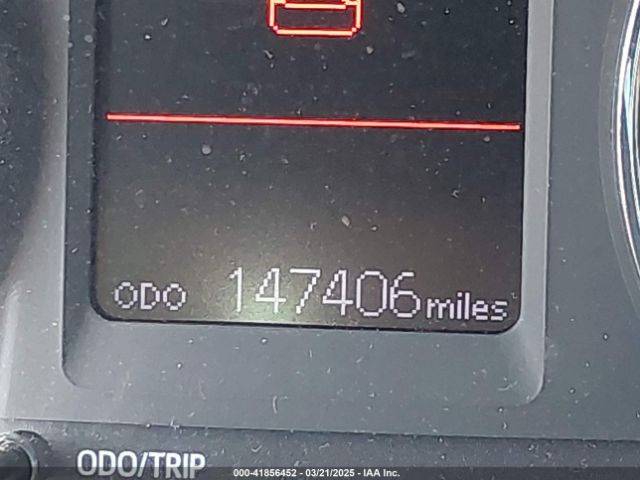 ODO 147406 miles
ODO/TRIP
000-41856452 - 03/21/2025 - IAA Inc.